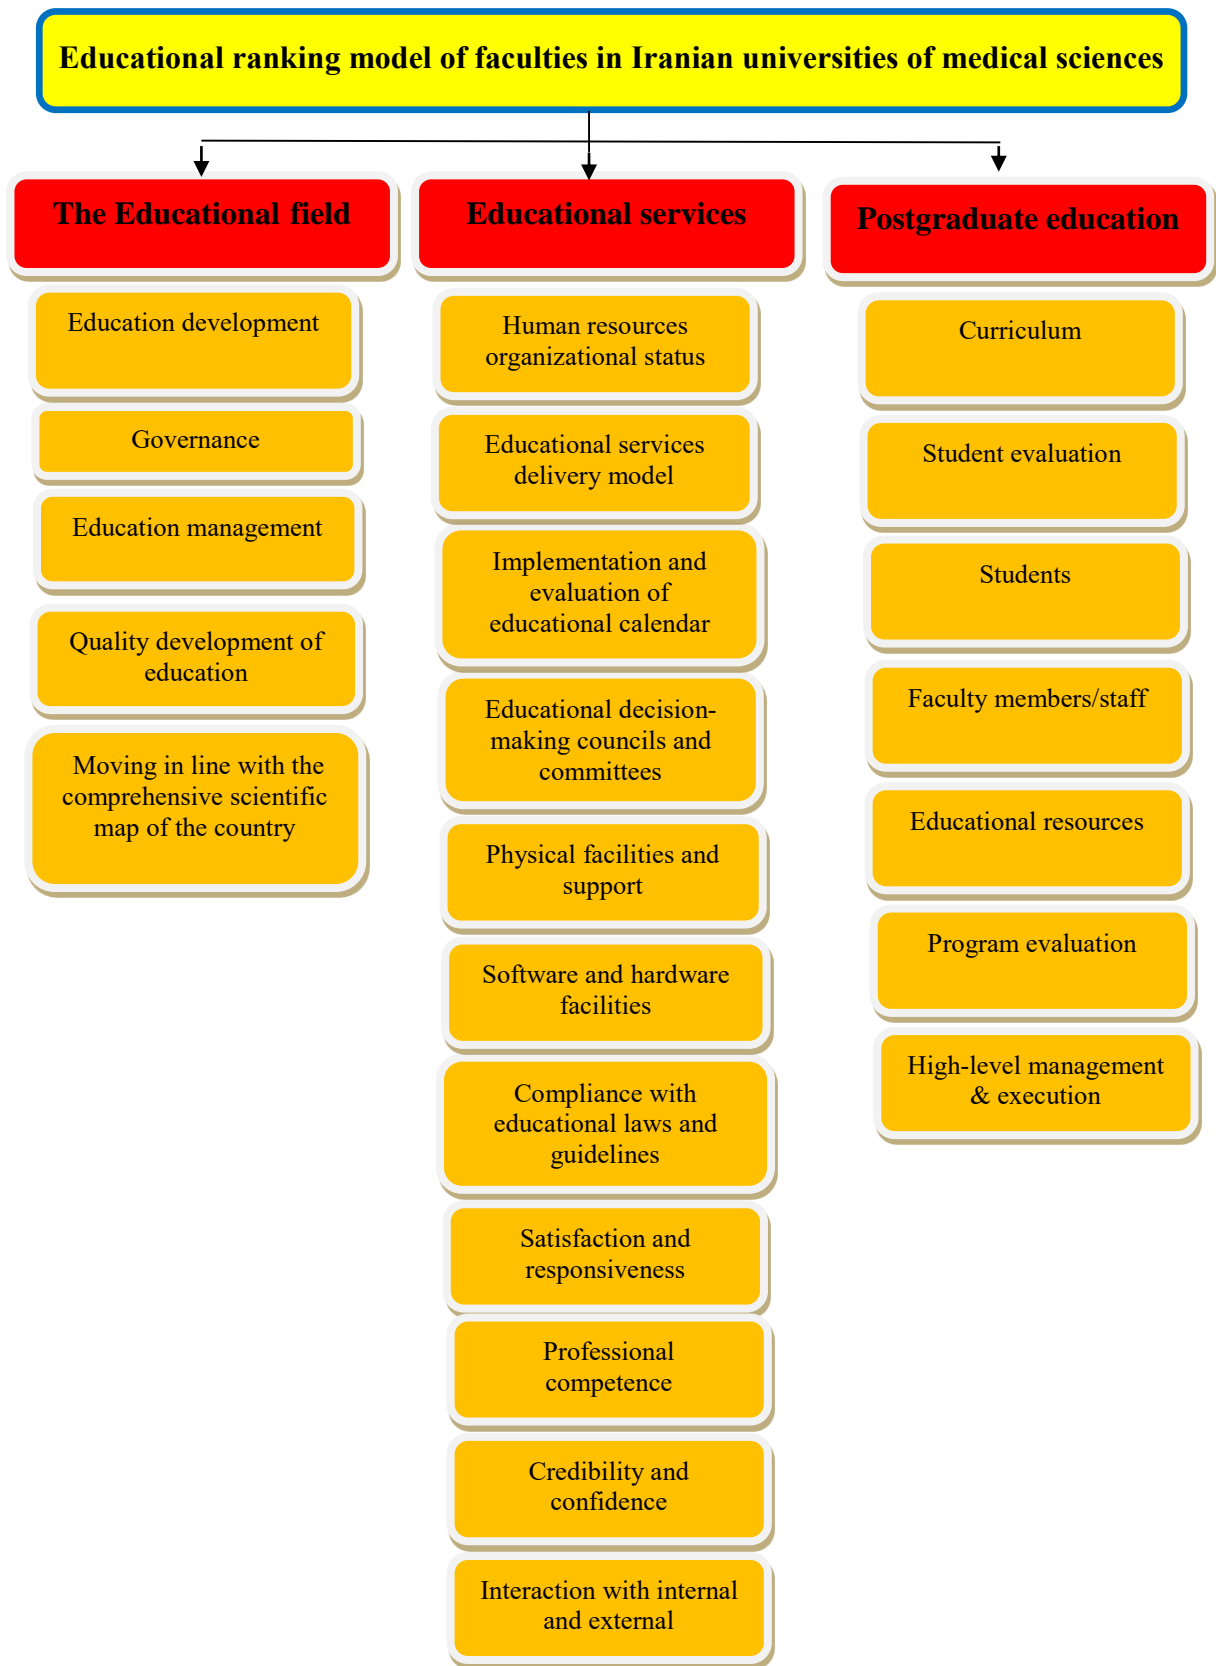 Educational ranking model of faculties in Iranian universities of medical sciences
The Educational field
Education development
Governance
Education management
Quality development of
education
Moving in line with the
comprehensive scientific
map of the country
Educational services
Human resources
organizational status
Educational services
delivery model
Implementation and
evaluation of
educational calendar
Educational decision-
making councils and
committees
Physical facilities and
support
Software and hardware
facilities
Compliance with
educational laws and
guidelines
Satisfaction and
responsiveness
Professional
competence
Credibility and
confidence
Interaction with internal
and external
Postgraduate education
Curriculum
Student evaluation
Students
Faculty members/staff
Educational resources
Program evaluation
High-level management
& execution